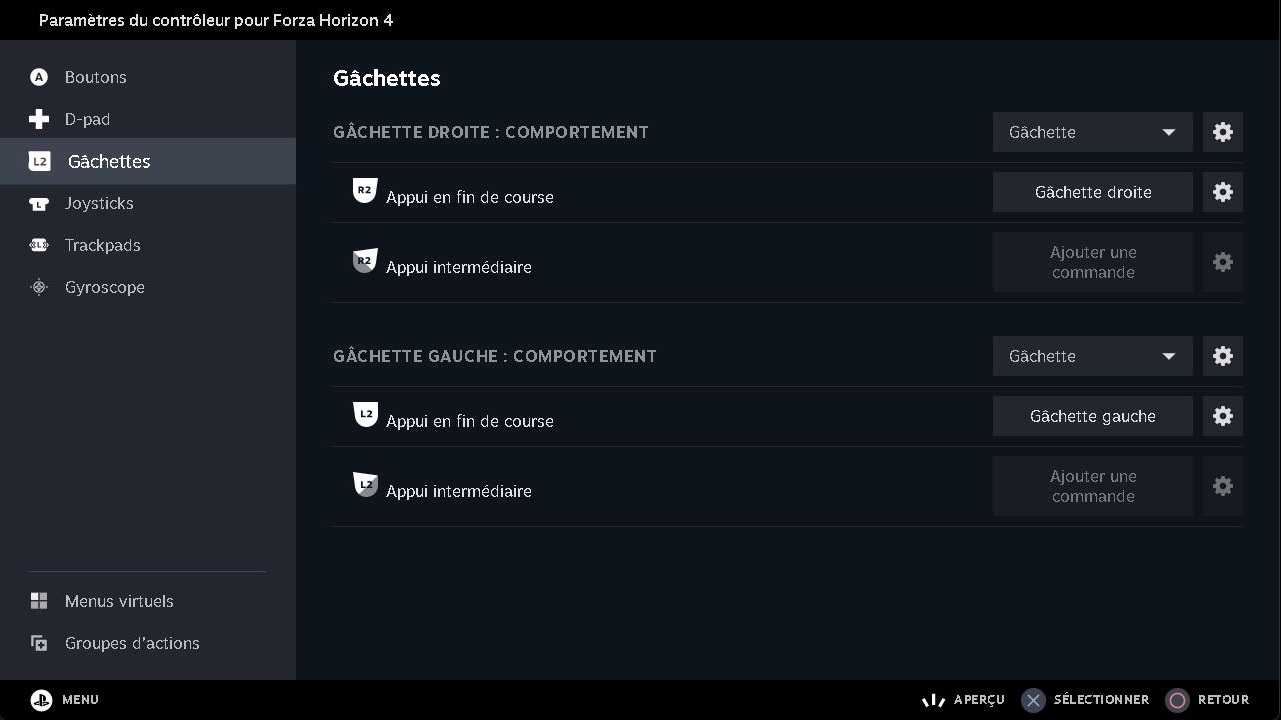 Paramètres du contrôleur pour Forza Horizon 4
A Boutons
D-pad
L2 Gâchettes
L Joysticks
L Trackpads
Gyroscope
Menus virtuels
Groupes d'actions
Gâchettes
GÂCHETTE DROITE : COMPORTEMENT
Gâchette
R2 Appui en fin de course
Gâchette droite
R2 Appui intermédiaire
Ajouter une
commande
GÂCHETTE GAUCHE : COMPORTEMENT
Gâchette
L2 Appui en fin de course
Gâchette gauche
L2 Appui intermédiaire
Ajouter une
commande
MENU
APERÇU
SÉLECTIONNER
RETOUR